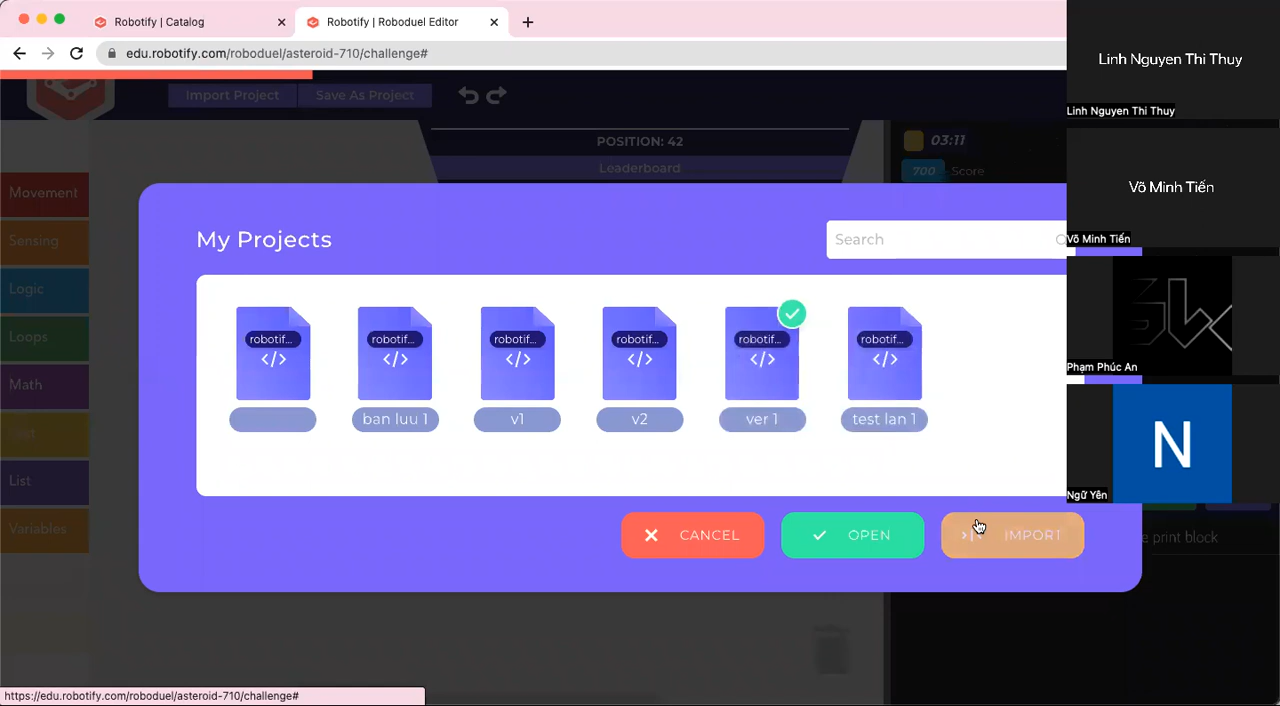 Robotify | Catalog
Robotify | Roboduel Editor
edu.robotify.com/roboduel/asteroid-710/challenge#
Import Project
Save As Project
POSITION: 42
Leaderboard
03:11
700 Score
Movement
Sensing
Logic
Loops
Math
List
Variables
My Projects
Search
robotif...
robotif...
robotif...
robotif...
robotif...
robotif...
</>
</>
</>
</>
</>
</>
ban luu 1
v1
v2
ver 1
test lan 1
CANCEL
OPEN
IMPORT
print block
https://edu.robotify.com/roboduel/asteroid-710/challenge#
Linh Nguyen Thi Thuy
Linh Nguyen Thi Thuy
Võ Minh Tiến
Võ Minh Tiến
Phạm Phúc An
N
Ngữ Yên